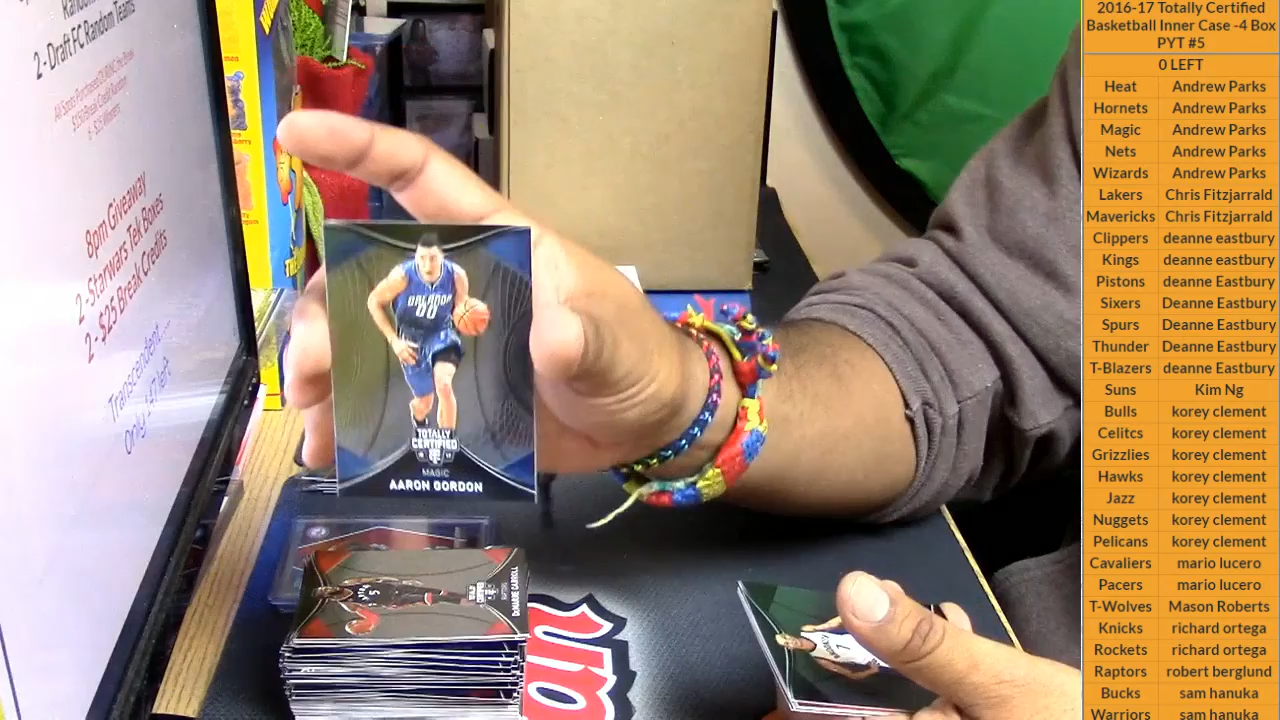 2 - Draft FC Random Teams
8pm Giveaway
2 - Starwars Tek Boxes
2 - $25 Break Credits
Transcendent...
ORLANDO
00
TOTALLY
CERTIFIED
MAGIC
AARON GORDON
RAPTORS
DeMARRE CARROLL
5
2016-17 Totally Certified
Basketball Inner Case -4 Box
PYT #5
0 LEFT
Heat Andrew Parks
Hornets Andrew Parks
Magic Andrew Parks
Nets Andrew Parks
Wizards Andrew Parks
Lakers Chris Fitzjarrald
Mavericks Chris Fitzjarrald
Clippers deanne eastbury
Kings deanne eastbury
Pistons deanne Eastbury
Sixers Deanne Eastbury
Spurs Deanne Eastbury
Thunder Deanne Eastbury
T-Blazers deanne Eastbury
Suns Kim Ng
Bulls korey clement
Celitcs korey clement
Grizzlies korey clement
Hawks korey clement
Jazz korey clement
Nuggets korey clement
Pelicans korey clement
Cavaliers mario lucero
Pacers mario lucero
T-Wolves Mason Roberts
Knicks richard ortega
Rockets richard ortega
Raptors robert berglund
Bucks sam hanuka
Warriors sam hanuka